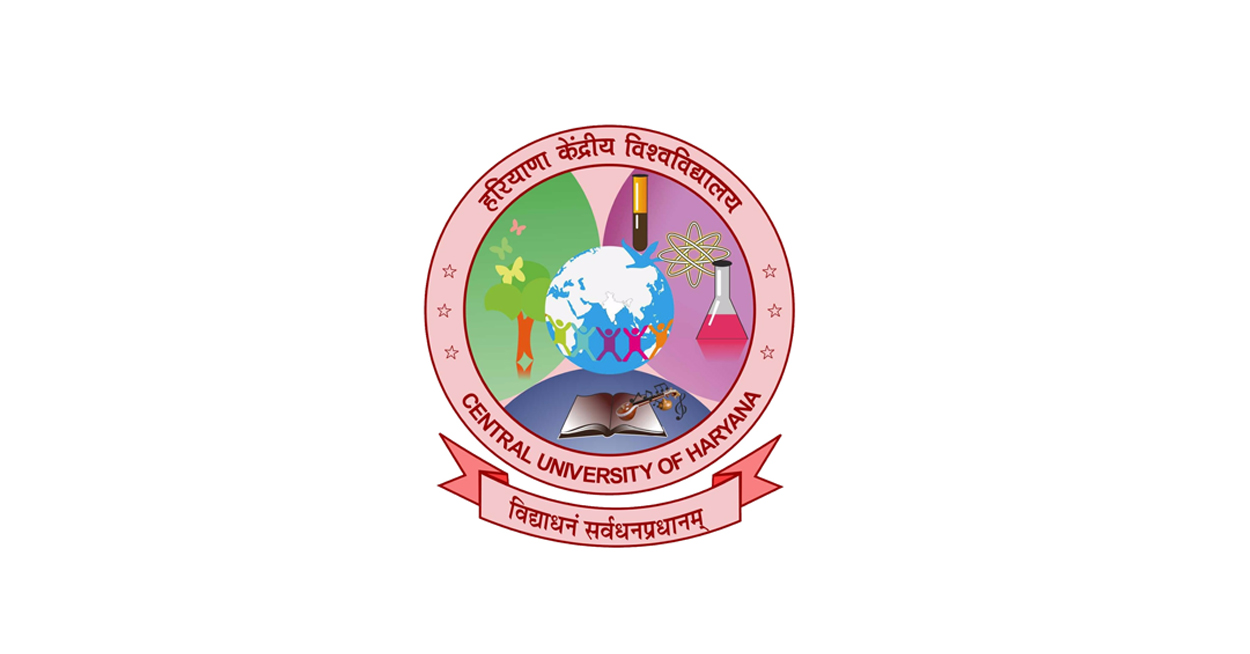 हरियाणा केंद्रीय विश्वविद्यालय
CENTRAL UNIVERSITY OF HARYANA
विद्याधनं सर्वधनप्रधानम्